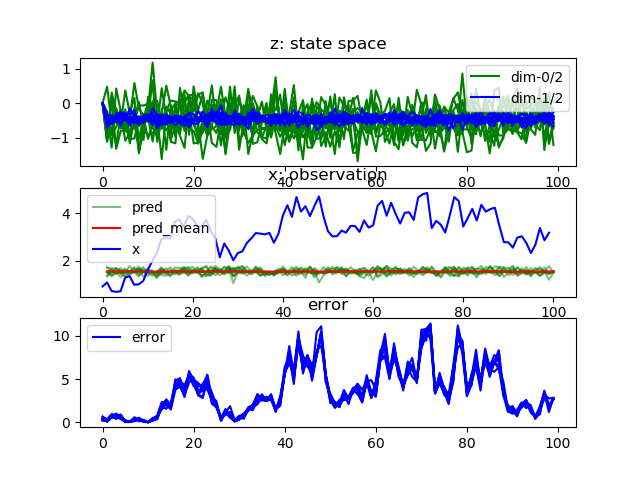 z: state space
1
0
−1
dim-0/2
dim-1/2
0 20 40 60 80 100
x: observation
4
2
pred
pred_mean
x
0 20 40 60 80 100
error
10
5
0
error
0 20 40 60 80 100